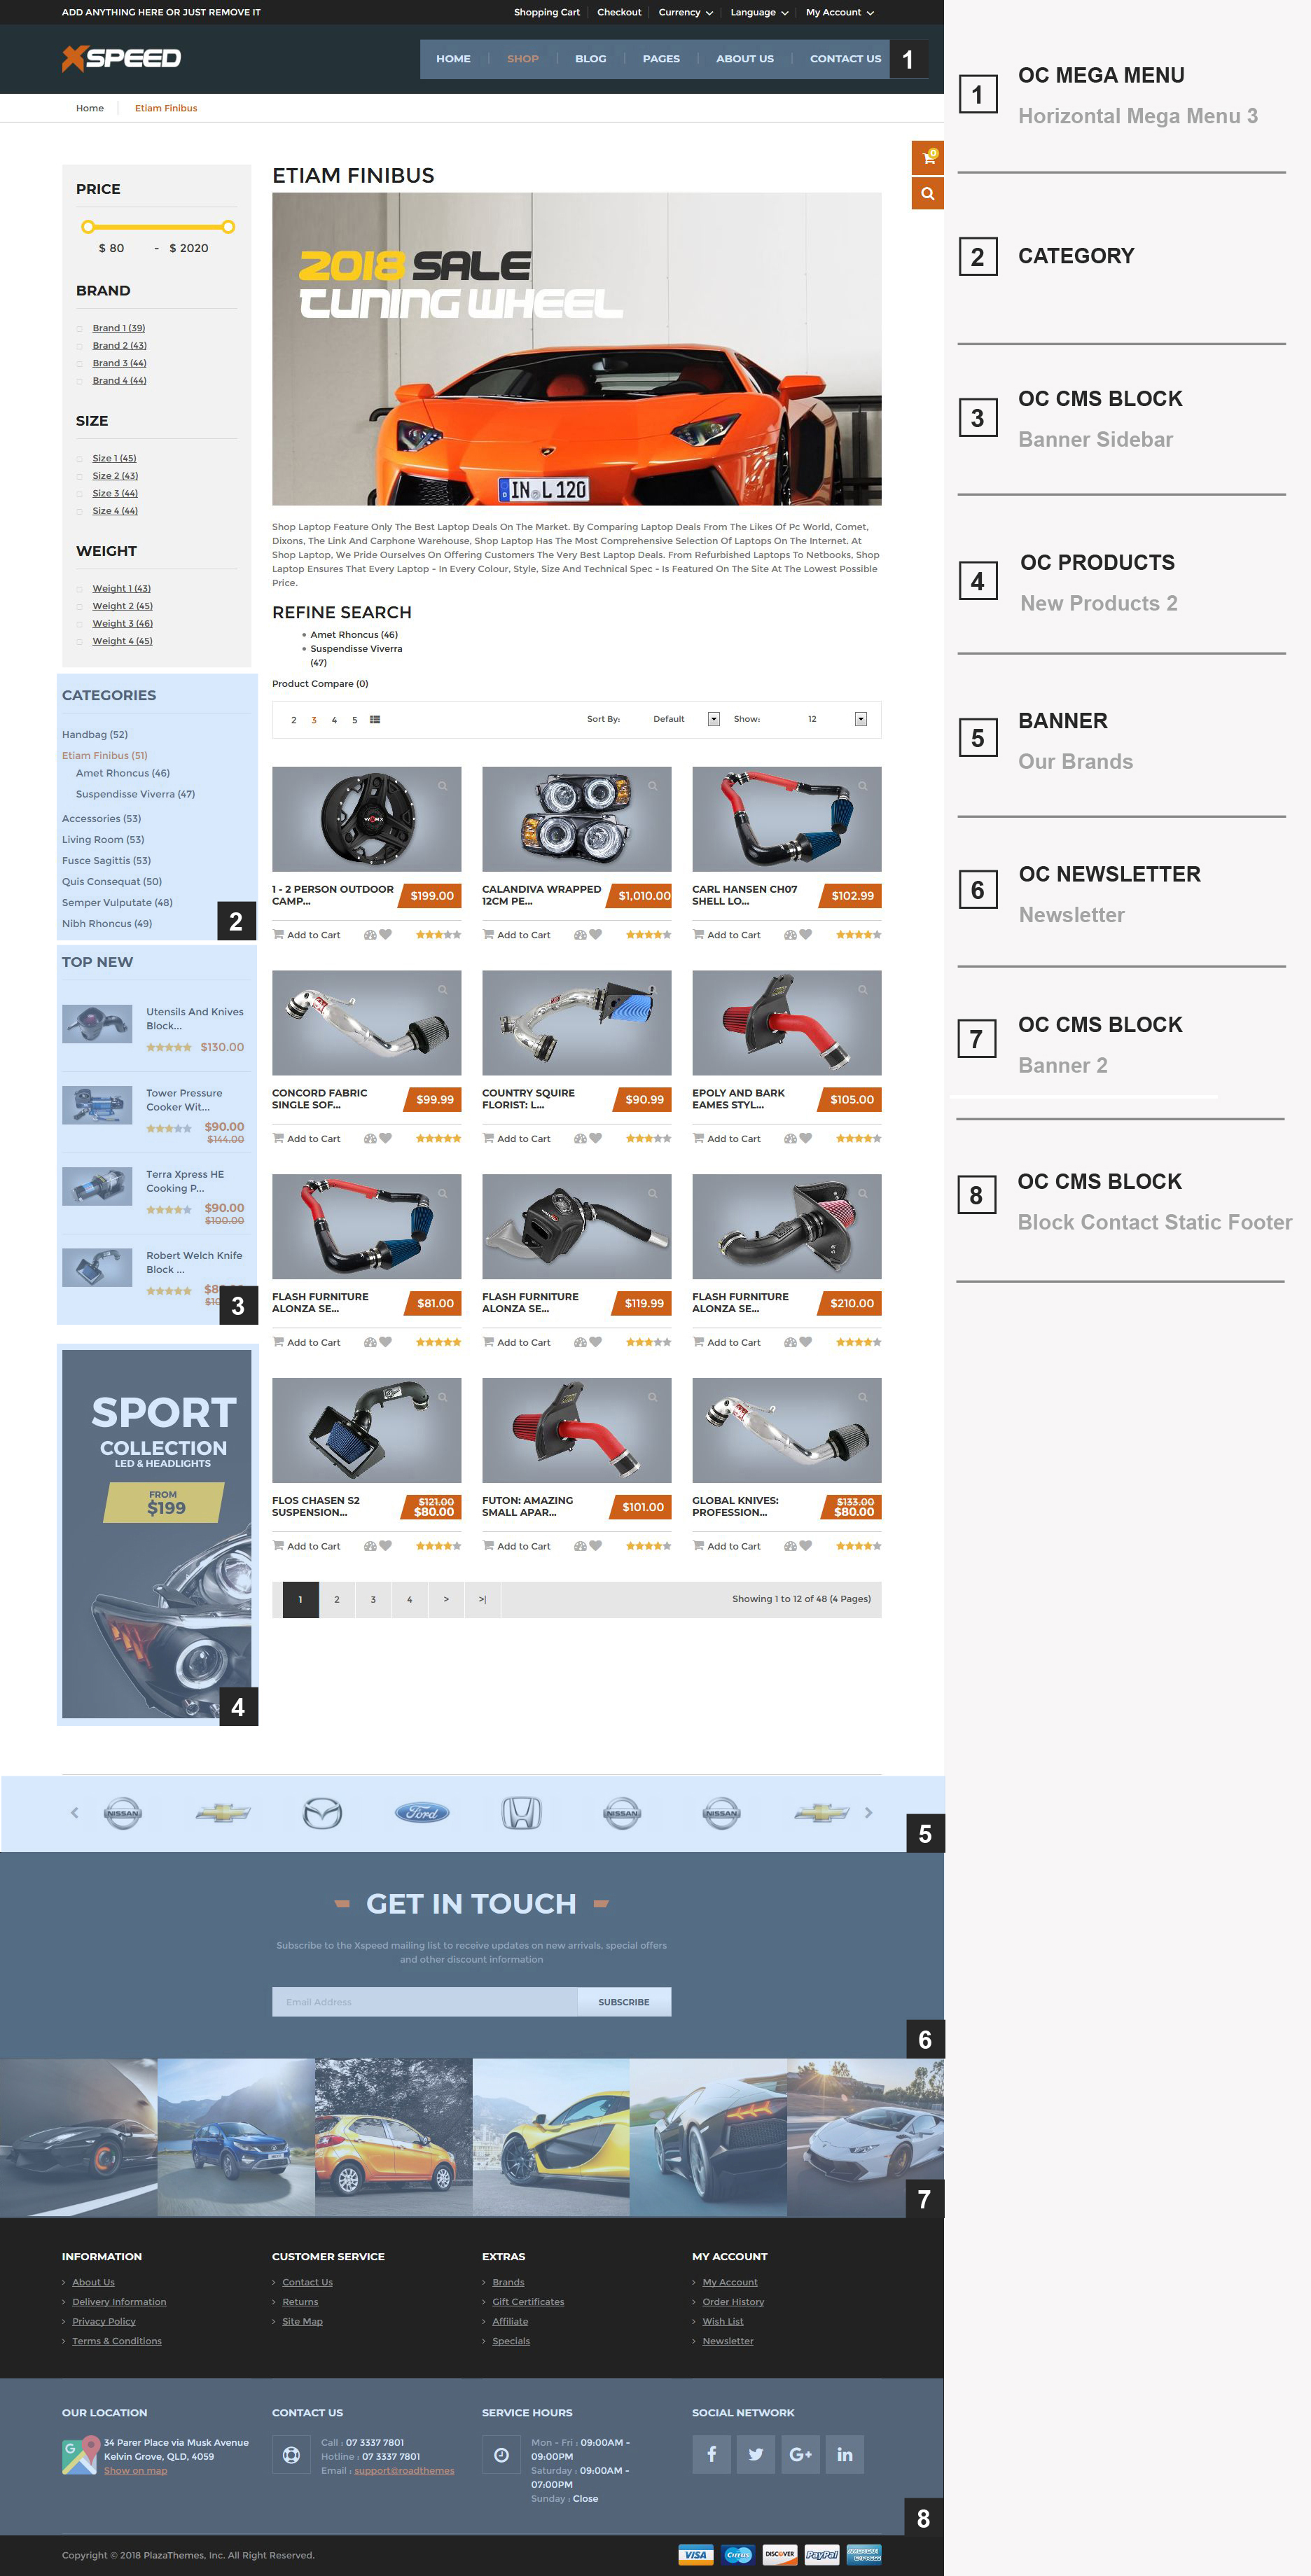 ADD ANYTHING HERE OR JUST REMOVE IT
Shopping Cart Checkout Currency Language My Account
XSPEED
HOME SHOP BLOG PAGES ABOUT US CONTACT US 1
Home Etiam Finibus
0
PRICE
$ 80 - $ 2020
BRAND
Brand 1 (39)
Brand 2 (43)
Brand 3 (44)
Brand 4 (44)
SIZE
Size 1 (45)
Size 2 (43)
Size 3 (44)
Size 4 (44)
WEIGHT
Weight 1 (43)
Weight 2 (45)
Weight 3 (46)
Weight 4 (45)
CATEGORIES
Handbag (52)
Etiam Finibus (51)
Amet Rhoncus (46)
Suspendisse Viverra (47)
Accessories (53)
Living Room (53)
Fusce Sagittis (53)
Quis Consequat (50)
Semper Vulputate (48)
Nibh Rhoncus (49)
2
TOP NEW
Utensils And Knives
Block...
$130.00
Tower Pressure
Cooker Wit...
$90.00
$144.00
Terra Xpress HE
Cooking P...
$90.00
$100.00
Robert Welch Knife
Block ...
3
SPORT
COLLECTION
LED & HEADLIGHTS
FROM
$199
4
ETIAM FINIBUS
2018 SALE
TUNING WHEEL
IN L 120
Shop Laptop Feature Only The Best Laptop Deals On The Market. By Comparing Laptop Deals From The Likes Of Pc World, Comet,
Dixons, The Link And Carphone Warehouse, Shop Laptop Has The Most Comprehensive Selection Of Laptops On The Internet. At
Shop Laptop, We Pride Ourselves On Offering Customers The Very Best Laptop Deals. From Refurbished Laptops To Netbooks, Shop
Laptop Ensures That Every Laptop - In Every Colour, Style, Size And Technical Spec - Is Featured On The Site At The Lowest Possible
Price.
REFINE SEARCH
Amet Rhoncus (46)
Suspendisse Viverra
(47)
Product Compare (0)
2 3 4 5 Sort By: Default Show: 12
1 - 2 PERSON OUTDOOR
CAMP...
$199.00
Add to Cart
CALANDIVA WRAPPED
12CM PE...
$1,010.00
Add to Cart
CARL HANSEN CH07
SHELL LO...
$102.99
Add to Cart
CONCORD FABRIC
SINGLE SOF...
$99.99
Add to Cart
COUNTRY SQUIRE
FLORIST: L...
$90.99
Add to Cart
EPOLY AND BARK
EAMES STYL...
$105.00
Add to Cart
FLASH FURNITURE
ALONZA SE...
$81.00
Add to Cart
FLASH FURNITURE
ALONZA SE...
$119.99
Add to Cart
FLASH FURNITURE
ALONZA SE...
$210.00
Add to Cart
FLOS CHASEN S2
SUSPENSION...
$121.00
$80.00
Add to Cart
FUTON: AMAZING
SMALL APAR...
$101.00
Add to Cart
GLOBAL KNIVES:
PROFESSION...
$133.00
$80.00
Add to Cart
1 2 3 4 > >| Showing 1 to 12 of 48 (4 Pages)
NISSAN Ford NISSAN NISSAN
5
GET IN TOUCH
Subscribe to the Xspeed mailing list to receive updates on new arrivals, special offers
and other discount information
Email Address SUBSCRIBE
6
7
INFORMATION
About Us
Delivery Information
Privacy Policy
Terms & Conditions
CUSTOMER SERVICE
Contact Us
Returns
Site Map
EXTRAS
Brands
Gift Certificates
Affiliate
Specials
MY ACCOUNT
My Account
Order History
Wish List
Newsletter
OUR LOCATION
34 Parer Place via Musk Avenue
Kelvin Grove, QLD, 4059
Show on map
CONTACT US
Call : 07 3337 7801
Hotline : 07 3337 7801
Email : support@roadthemes
SERVICE HOURS
Mon - Fri : 09:00AM -
09:00PM
Saturday : 09:00AM -
07:00PM
Sunday : Close
SOCIAL NETWORK
8
Copyright © 2018 PlazaThemes, Inc. All Right Reserved.
VISA Cirrus DISCOVER PayPal AMERICAN EXPRESS
1 OC MEGA MENU
Horizontal Mega Menu 3
2 CATEGORY
3 OC CMS BLOCK
Banner Sidebar
4 OC PRODUCTS
New Products 2
5 BANNER
Our Brands
6 OC NEWSLETTER
Newsletter
7 OC CMS BLOCK
Banner 2
8 OC CMS BLOCK
Block Contact Static Footer